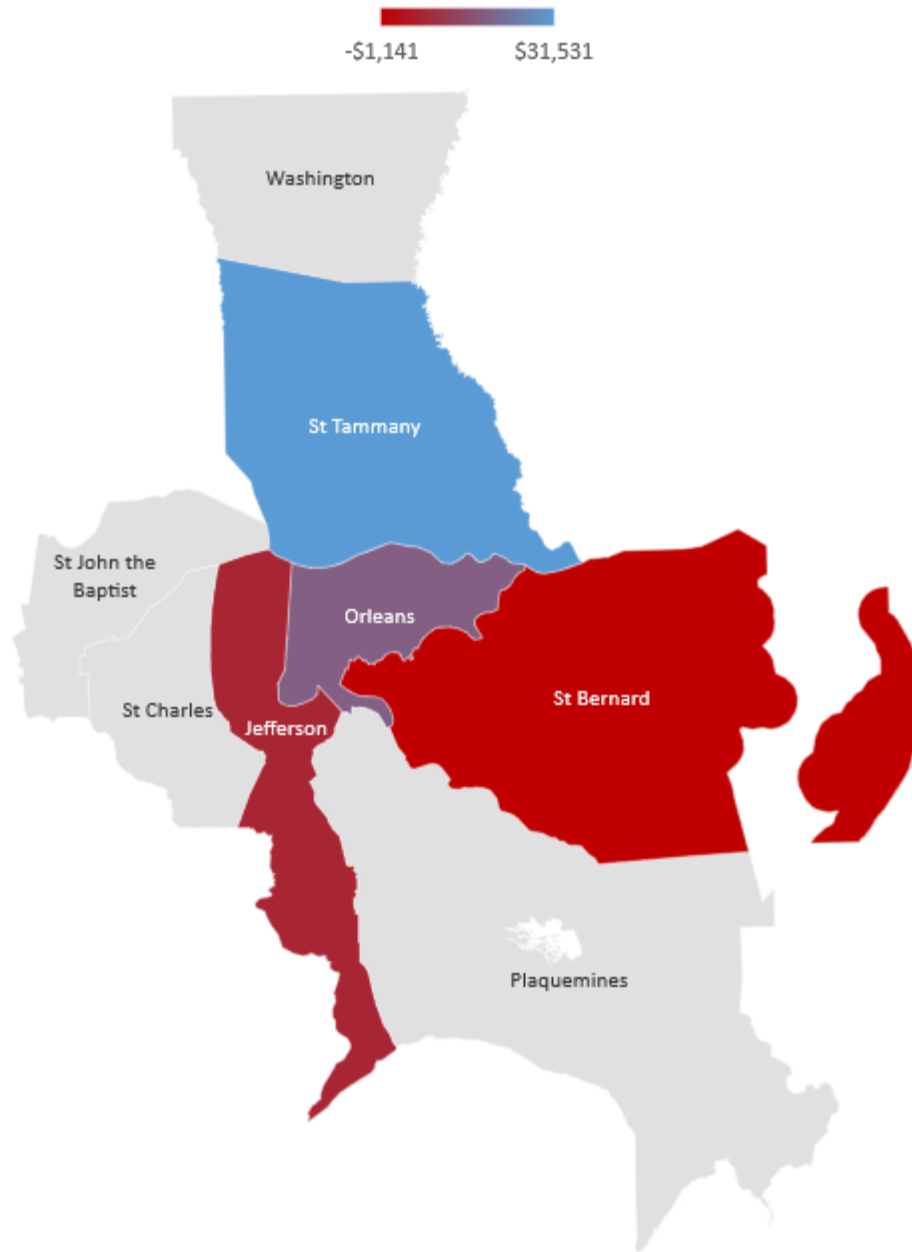 -$1,141
$31,531
Washington
St Tammany
St John the
Baptist
Orleans
St Bernard
St Charles
Jefferson
Plaquemines